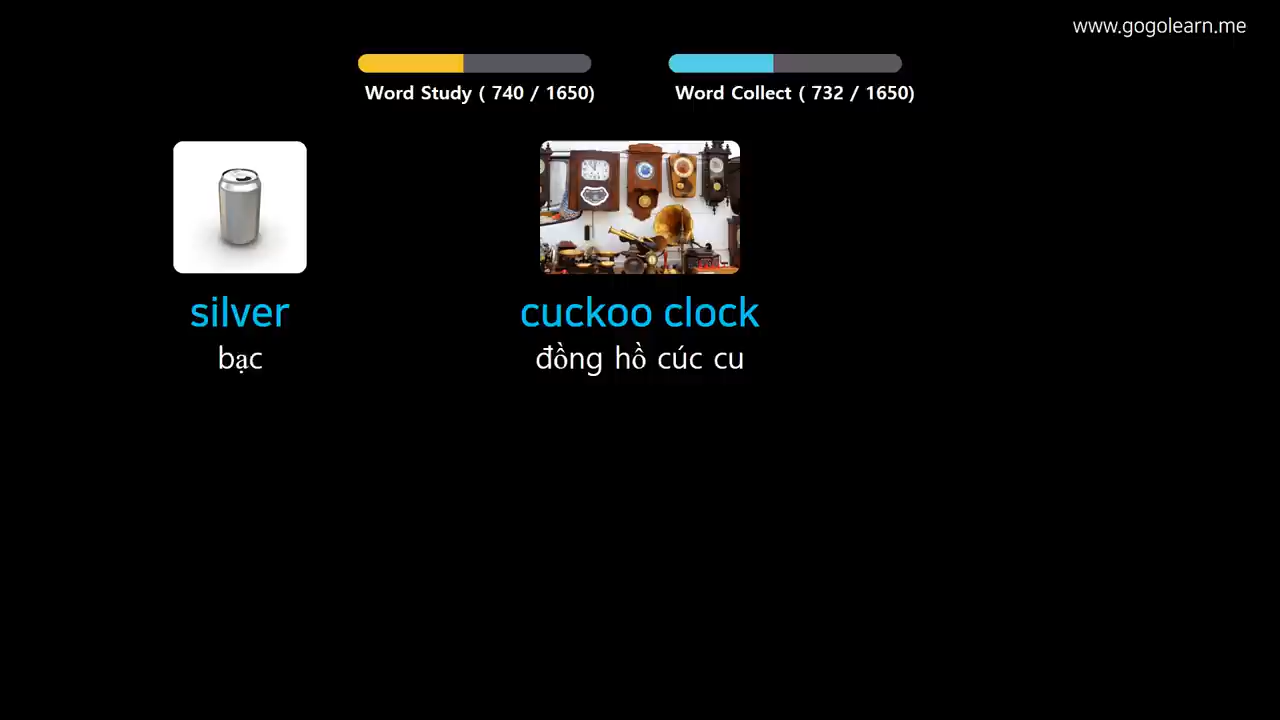 www.gogolearn.me
Word Study ( 740 / 1650)
Word Collect ( 732 / 1650)
silver
bạc
cuckoo clock
đồng hồ cúc cu